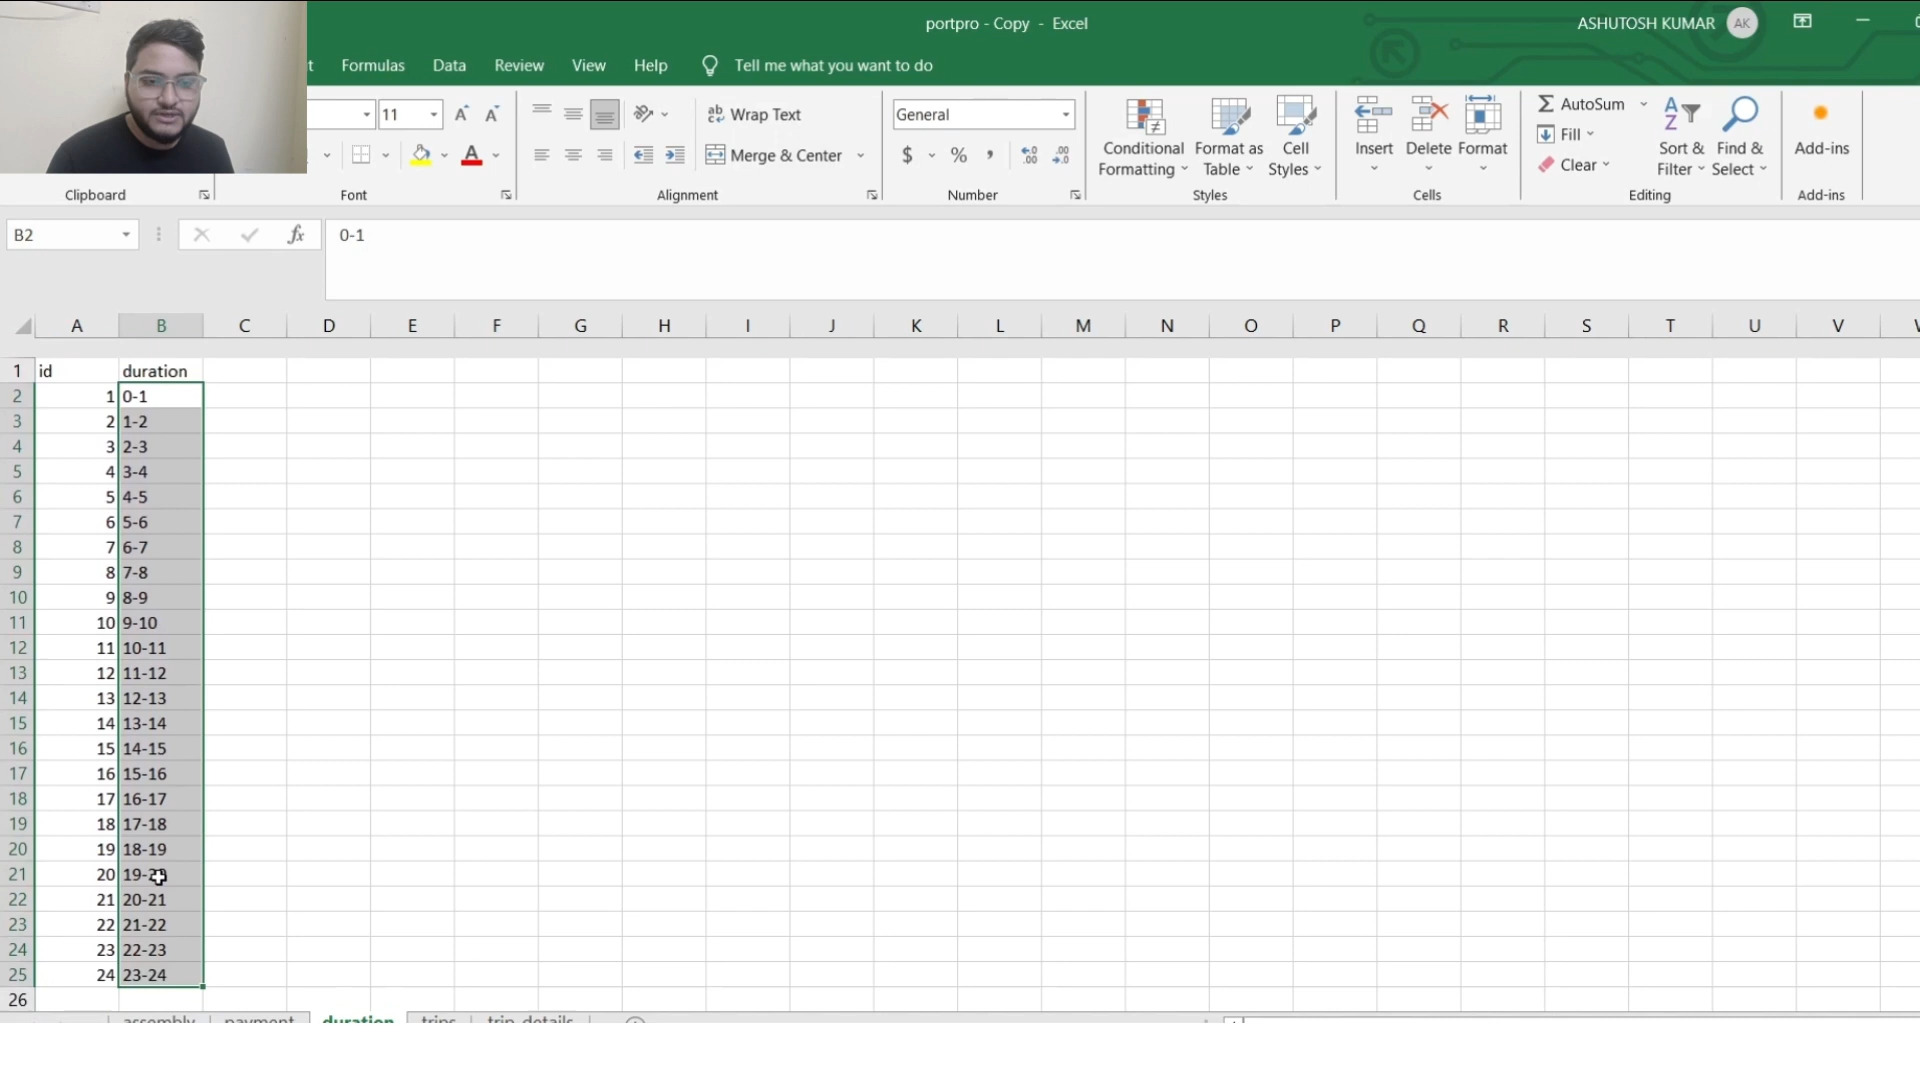 portpro - Copy - Excel
ASHUTOSH KUMAR AK
Formulas Data Review View Help Tell me what you want to do
11 Wrap Text General AutoSum
Fill
Merge & Center Conditional Formatting Format as Table Cell Styles Insert Delete Format Clear Sort & Filter Find & Select Add-ins
Clipboard Font Alignment Number Styles Cells Editing Add-ins
B2 fx 0-1
A B C D E F G H I J K L M N O P Q R S T U V
1 id duration
2 1 0-1
3 2 1-2
4 3 2-3
5 4 3-4
6 5 4-5
7 6 5-6
8 7 6-7
9 8 7-8
10 9 8-9
11 10 9-10
12 11 10-11
13 12 11-12
14 13 12-13
15 14 13-14
16 15 14-15
17 16 15-16
18 17 16-17
19 18 17-18
20 19 18-19
21 20
22 21 20-21
23 22 21-22
24 23 22-23
25 24 23-24
26
assembly payment duration trips trip_details